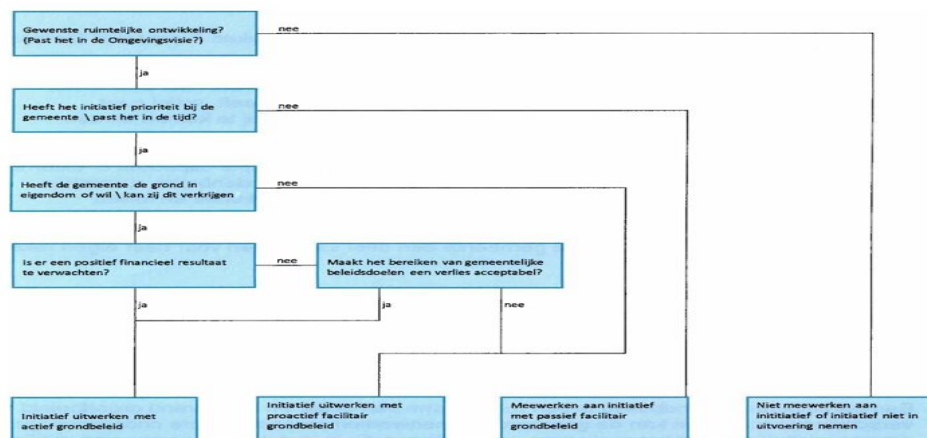 Gewenste ruimtelijke ontwikkeling?
(Past het in de Omgevingsvisie?)
nee
ja
Heeft het initiatief prioriteit bij de
gemeente \ past het in de tijd?
nee
ja
Heeft de gemeente de grond in
eigendom of wil \ kan zij dit verkrijgen
nee
ja
Is er een positief financieel resultaat
te verwachten?
nee
Maakt het bereiken van gemeentelijke
beleidsdoelen een verlies acceptabel?
ja
ja
nee
Initiatief uitwerken met
actief grondbeleid
Initiatief uitwerken met
proactief facilitair
grondbeleid
Meewerken aan initiatief
met passief facilitair
grondbeleid
Niet meewerken aan
inititiatief of initiatief niet in
uitvoering nemen